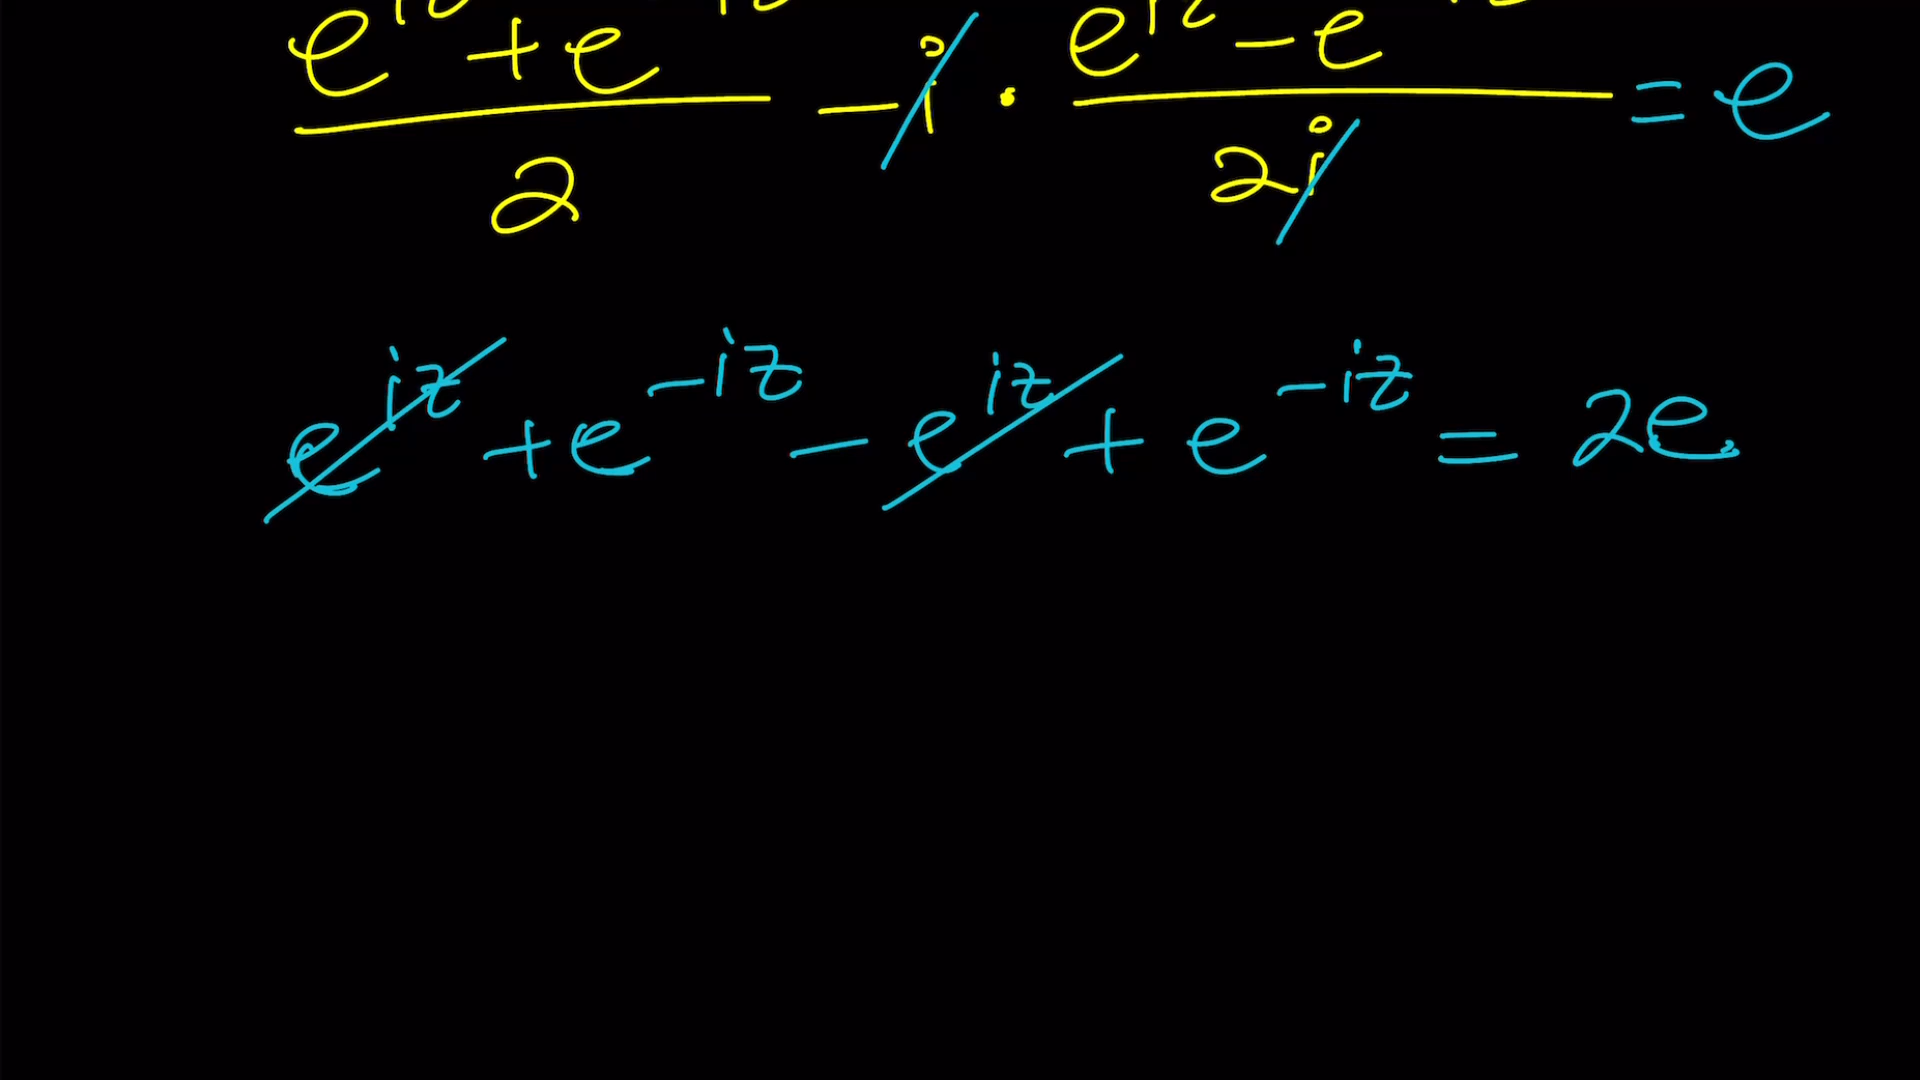 e^{iz} + e^{-iz} / 2 - i · e^{iz} - e^{-iz} / 2i = e
e^{iz} + e^{-iz} - e^{iz} + e^{-iz} = 2e